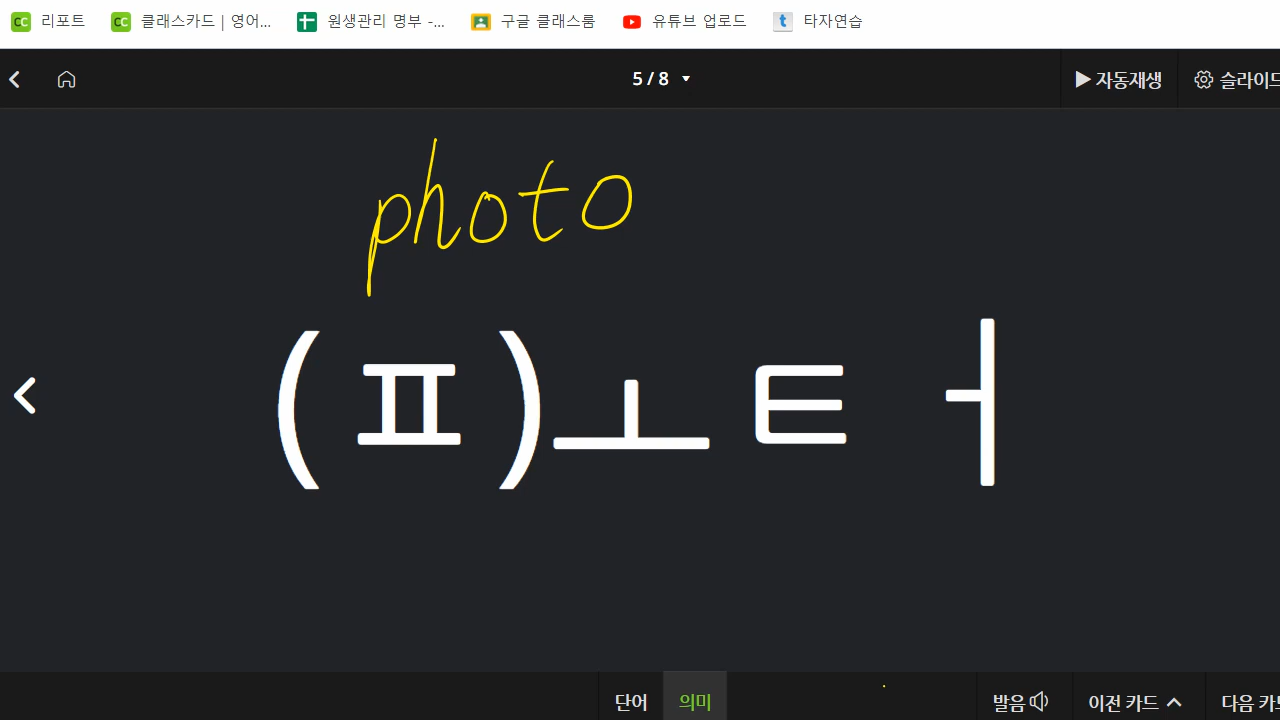 리포트 클래스카드 | 영어... 원생관리 명부 -... 구글 클래스룸 유튜브 업로드 타자연습
5 / 8 자동재생 슬라이드
photo
(ㅍ)ㅗㅌㅓ
단어 의미 발음 이전 카드 다음 카드